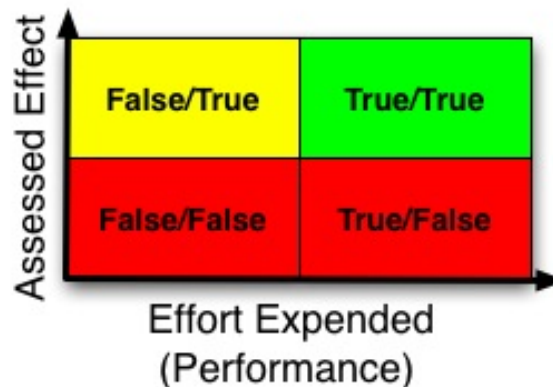 Assessed Effect
False/True
True/True
False/False
True/False
Effort Expended
(Performance)